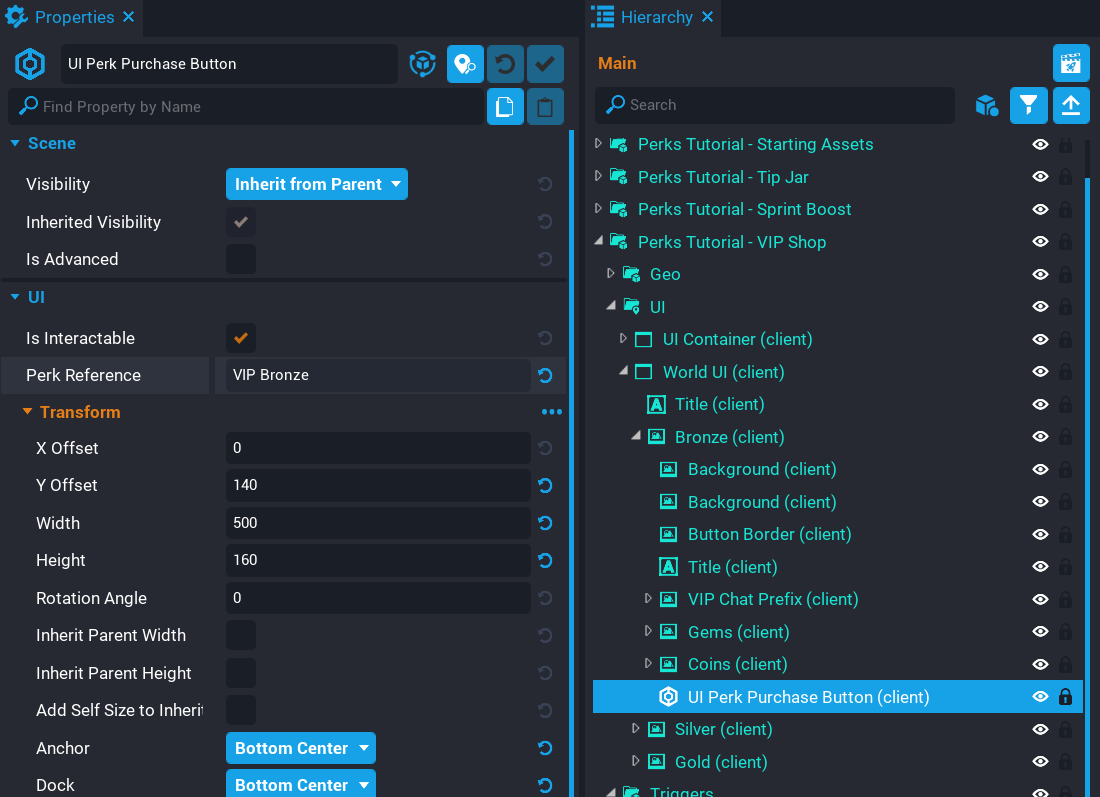 Properties
UI Perk Purchase Button
Find Property by Name
Scene
Visibility Inherit from Parent
Inherited Visibility
Is Advanced
UI
Is Interactable
Perk Reference VIP Bronze
Transform
X Offset 0
Y Offset 140
Width 500
Height 160
Rotation Angle 0
Inherit Parent Width
Inherit Parent Height
Add Self Size to Inherit
Anchor Bottom Center
Dock Bottom Center
Hierarchy
Main
Search
Perks Tutorial - Starting Assets
Perks Tutorial - Tip Jar
Perks Tutorial - Sprint Boost
Perks Tutorial - VIP Shop
Geo
UI
UI Container (client)
World UI (client)
Title (client)
Bronze (client)
Background (client)
Background (client)
Button Border (client)
Title (client)
VIP Chat Prefix (client)
Gems (client)
Coins (client)
UI Perk Purchase Button (client)
Silver (client)
Gold (client)
Triggers